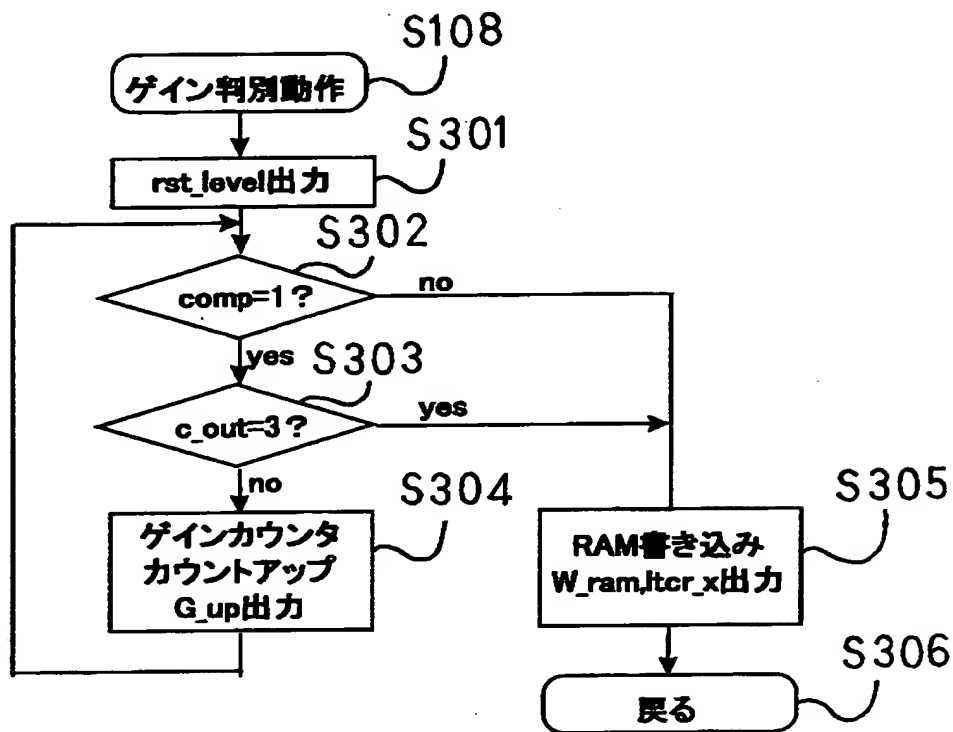 S108
ゲイン判別動作
S301
rst_level出力
S302
comp=1?
no
yes
S303
c_out=3?
yes
no
S304
ゲインカウンタ
カウントアップ
G_up出力
S305
RAM書き込み
W_ram,Itcr_x出力
S306
戻る